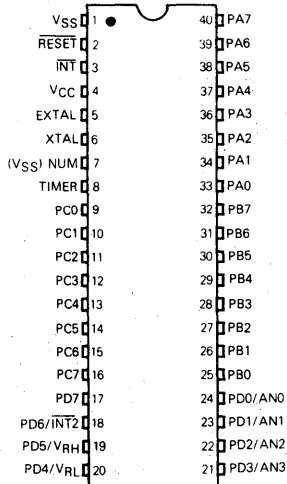 VSS 1 40 PA7
RESET 2 39 PA6
INT 3 38 PA5
VCC 4 37 PA4
EXTAL 5 36 PA3
XTAL 6 35 PA2
(VSS) NUM 7 34 PA1
TIMER 8 33 PA0
PC0 9 32 PB7
PC1 10 31 PB6
PC2 11 30 PB5
PC3 12 29 PB4
PC4 13 28 PB3
PC5 14 27 PB2
PC6 15 26 PB1
PC7 16 25 PB0
PD7 17 24 PD0/AN0
PD6/INT2 18 23 PD1/AN1
PD5/VRH 19 22 PD2/AN2
PD4/VRL 20 21 PD3/AN3